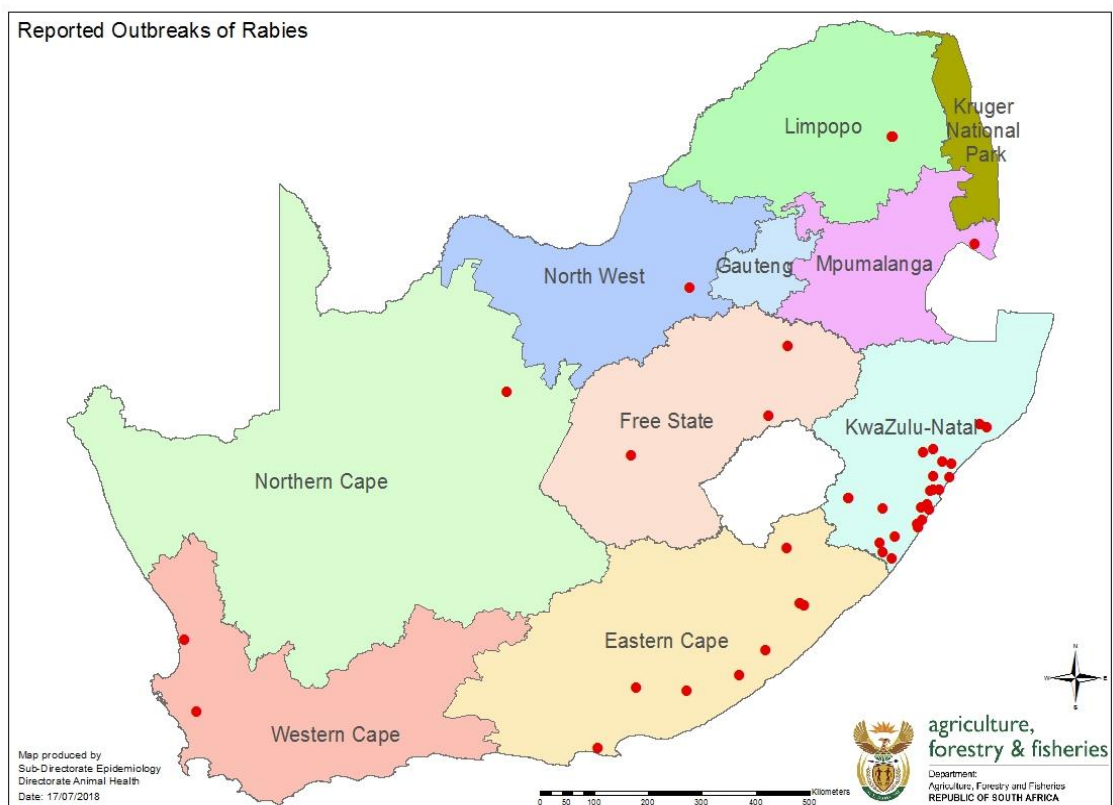 Reported Outbreaks of Rabies
Kruger
National
Park
Limpopo
North West
Gauteng
Mpumalanga
Free State
KwaZulu-Natal
Northern Cape
Eastern Cape
Western Cape
N
W
E
S
Map produced by
Sub-Directorate Epidemiology
Directorate Animal Health
Date: 17/07/2018
Kilometers
0 50 100 200 300 400 500
agriculture,
forestry & fisheries
Department:
Agriculture, Forestry and Fisheries
REPUBLIC OF SOUTH AFRICA